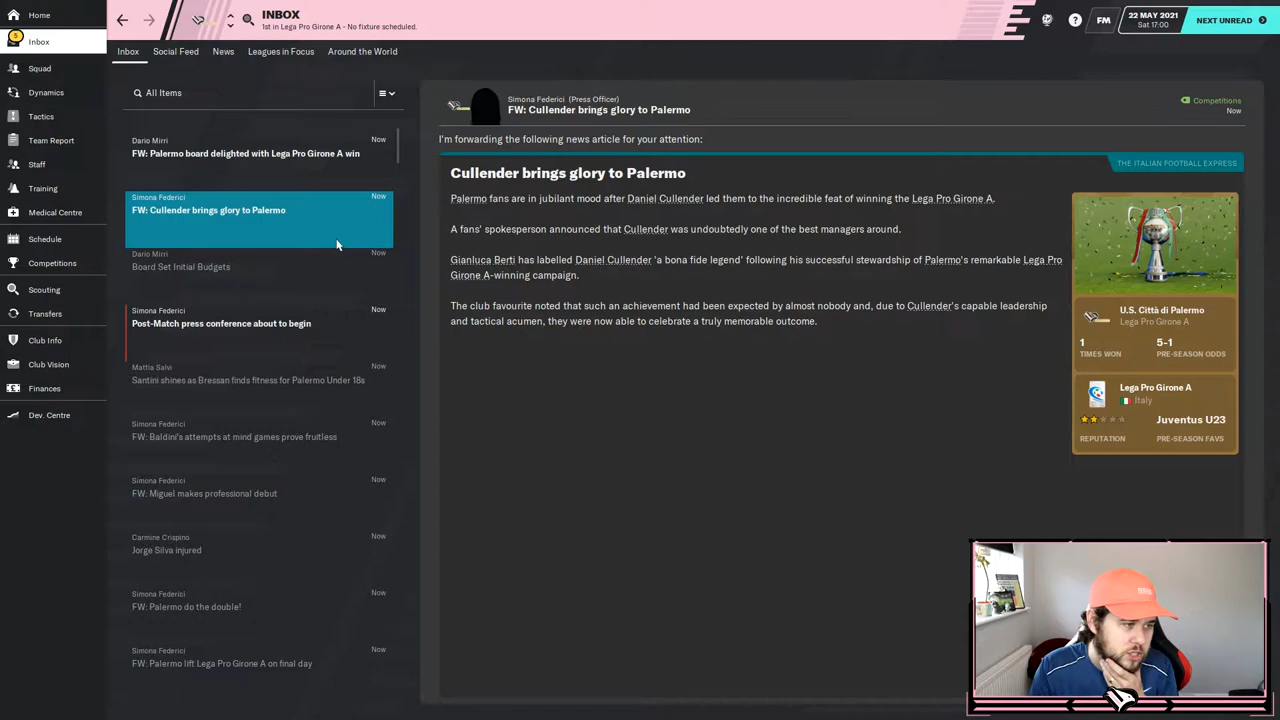 Home
5
Inbox
Squad
Dynamics
Tactics
Team Report
Staff
Training
Medical Centre
Schedule
Competitions
Scouting
Transfers
Club Info
Club Vision
Finances
Dev. Centre
INBOX
1st in Lega Pro Girone A - No fixture scheduled.
?
FM
22 MAY 2021
Sat 17:00
NEXT UNREAD
Inbox
Social Feed
News
Leagues in Focus
Around the World
All Items
Dario Mirri
Now
FW: Palermo board delighted with Lega Pro Girone A win
Simona Federici
Now
FW: Cullender brings glory to Palermo
Dario Mirri
Now
Board Set Initial Budgets
Simona Federici
Now
Post-Match press conference about to begin
Mattia Salvi
Now
Santini shines as Bressan finds fitness for Palermo Under 18s
Simona Federici
Now
FW: Baldini's attempts at mind games prove fruitless
Simona Federici
Now
FW: Miguel makes professional debut
Carmine Crispino
Now
Jorge Silva injured
Simona Federici
Now
FW: Palermo do the double!
Simona Federici
Now
FW: Palermo lift Lega Pro Girone A on final day
Simona Federici (Press Officer)
FW: Cullender brings glory to Palermo
Competitions
Now
I'm forwarding the following news article for your attention:
THE ITALIAN FOOTBALL EXPRESS
Cullender brings glory to Palermo
Palermo fans are in jubilant mood after Daniel Cullender led them to the incredible feat of winning the Lega Pro Girone A.
A fans' spokesperson announced that Cullender was undoubtedly one of the best managers around.
Gianluca Berti has labelled Daniel Cullender 'a bona fide legend' following his successful stewardship of Palermo's remarkable Lega Pro
Girone A-winning campaign.
The club favourite noted that such an achievement had been expected by almost nobody and, due to Cullender's capable leadership
and tactical acumen, they were now able to celebrate a truly memorable outcome.
U.S. Città di Palermo
Lega Pro Girone A
1
5-1
TIMES WON
PRE-SEASON ODDS
Lega Pro Girone A
Italy
Juventus U23
REPUTATION
PRE-SEASON FAVS